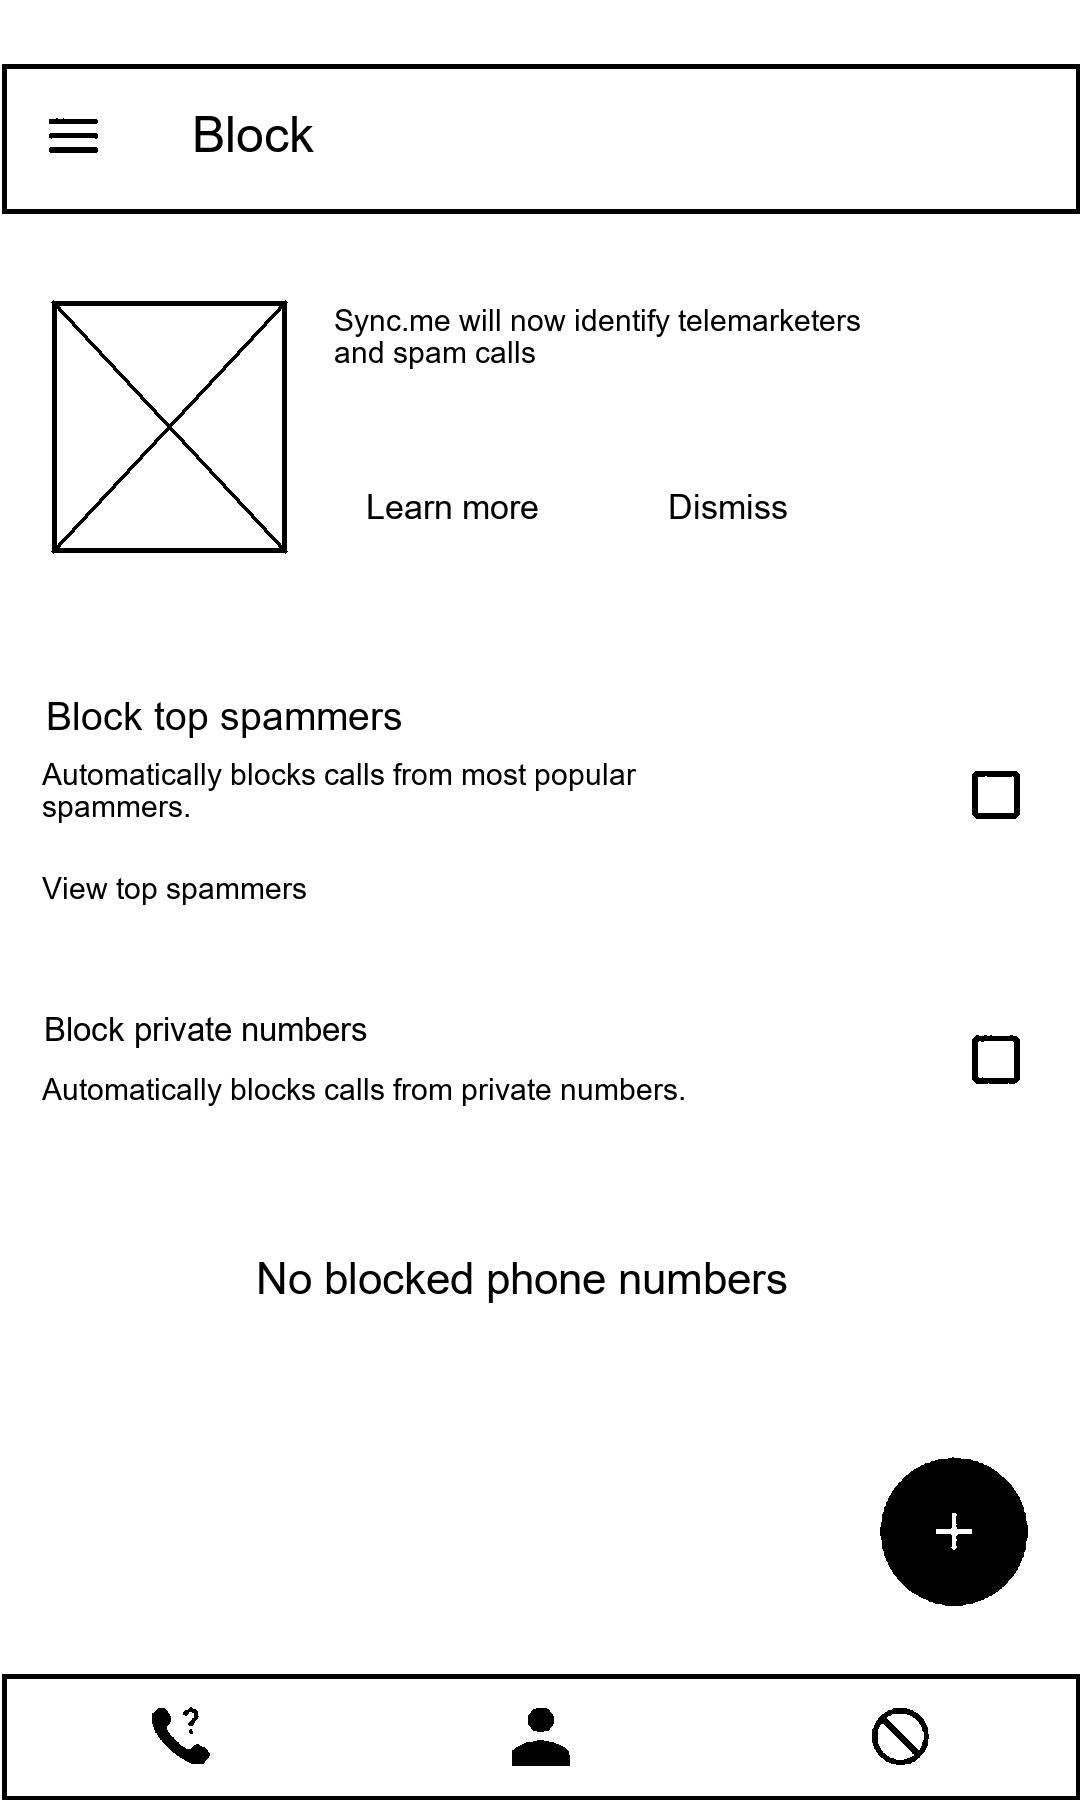 Block
Sync.me will now identify telemarketers
and spam calls
Learn more
Dismiss
Block top spammers
Automatically blocks calls from most popular
spammers.
View top spammers
Block private numbers
Automatically blocks calls from private numbers.
No blocked phone numbers
+
?